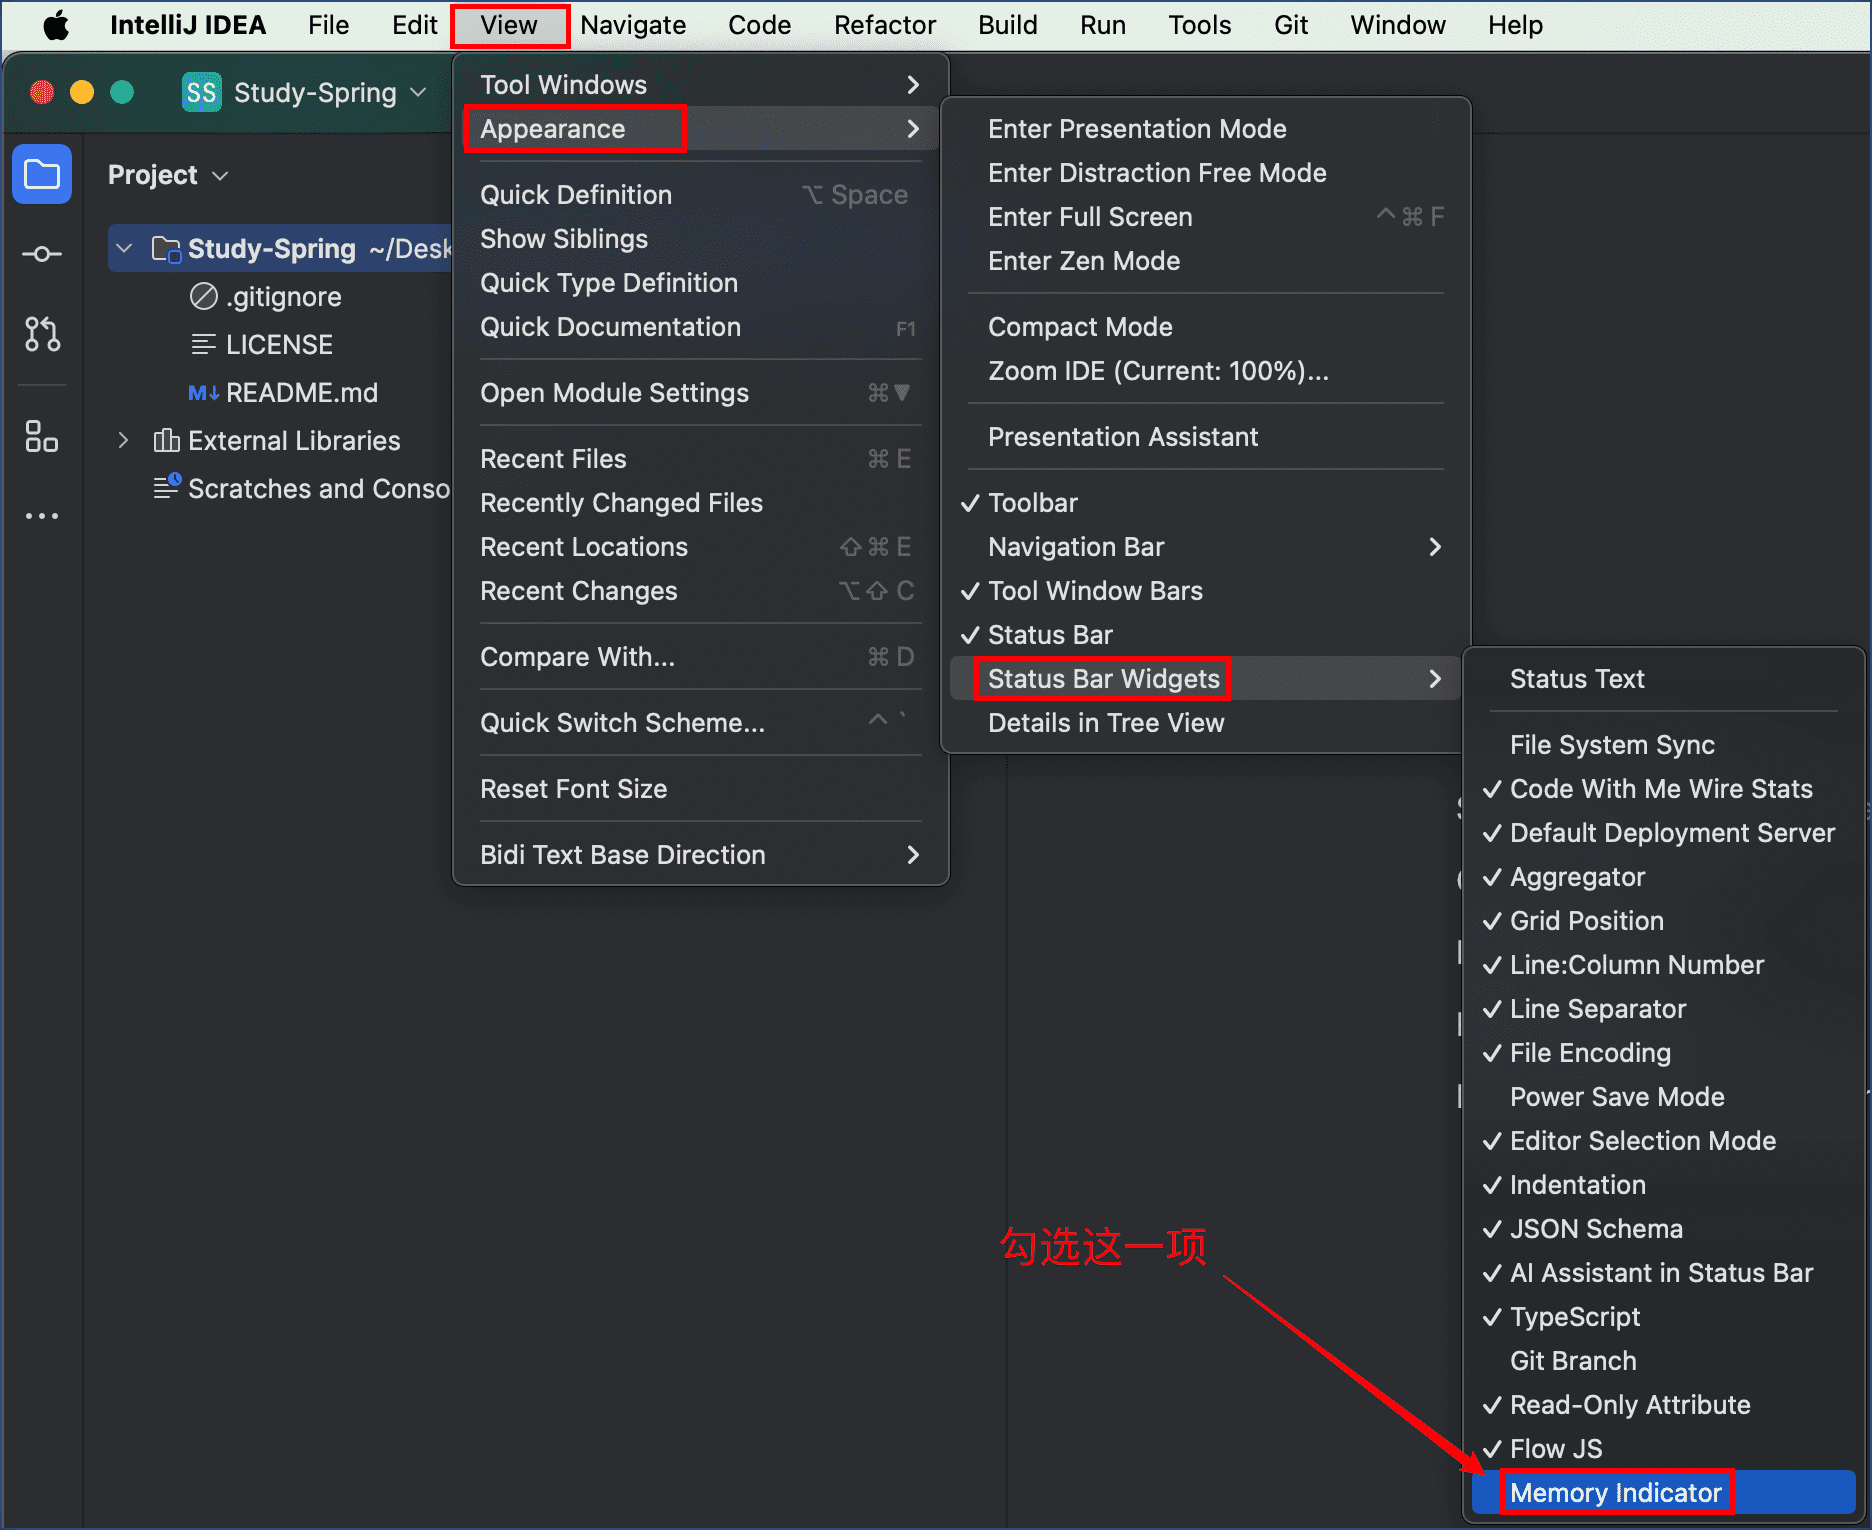 IntelliJ IDEA File Edit View Navigate Code Refactor Build Run Tools Git Window Help
SS Study-Spring
Project
Study-Spring ~/Desk
.gitignore
LICENSE
M↓ README.md
External Libraries
Scratches and Conso
Tool Windows
Appearance
Quick Definition ⌥ Space
Show Siblings
Quick Type Definition
Quick Documentation F1
Open Module Settings ⌘▼
Recent Files ⌘ E
Recently Changed Files
Recent Locations ⇧⌘ E
Recent Changes ⌥⇧ C
Compare With... ⌘ D
Quick Switch Scheme... ^ `
Reset Font Size
Bidi Text Base Direction
Enter Presentation Mode
Enter Distraction Free Mode
Enter Full Screen ^⌘ F
Enter Zen Mode
Compact Mode
Zoom IDE (Current: 100%)...
Presentation Assistant
✓ Toolbar
Navigation Bar
✓ Tool Window Bars
✓ Status Bar
Status Bar Widgets
Details in Tree View
Status Text
File System Sync
✓ Code With Me Wire Stats
✓ Default Deployment Server
✓ Aggregator
✓ Grid Position
✓ Line:Column Number
✓ Line Separator
✓ File Encoding
Power Save Mode
✓ Editor Selection Mode
✓ Indentation
✓ JSON Schema
✓ AI Assistant in Status Bar
✓ TypeScript
Git Branch
✓ Read-Only Attribute
✓ Flow JS
Memory Indicator
勾选这一项